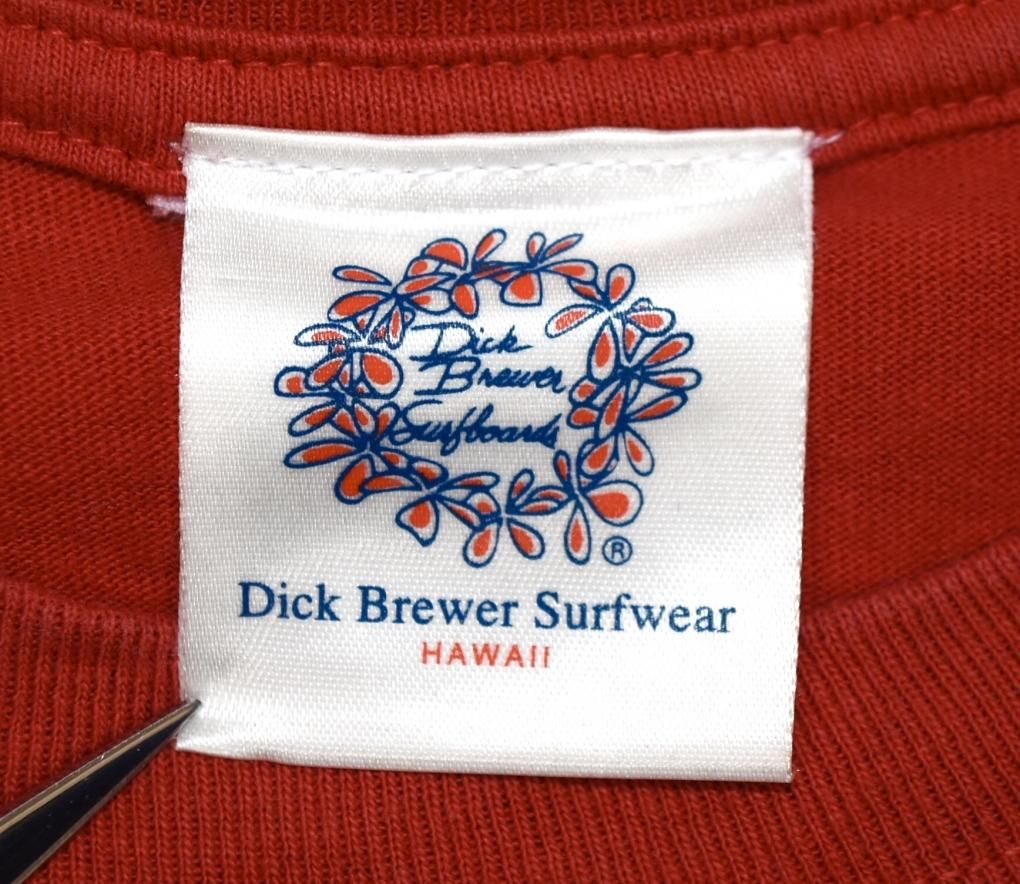 Dick
Brewer
Surfboards
®
Dick Brewer Surfwear
HAWAII